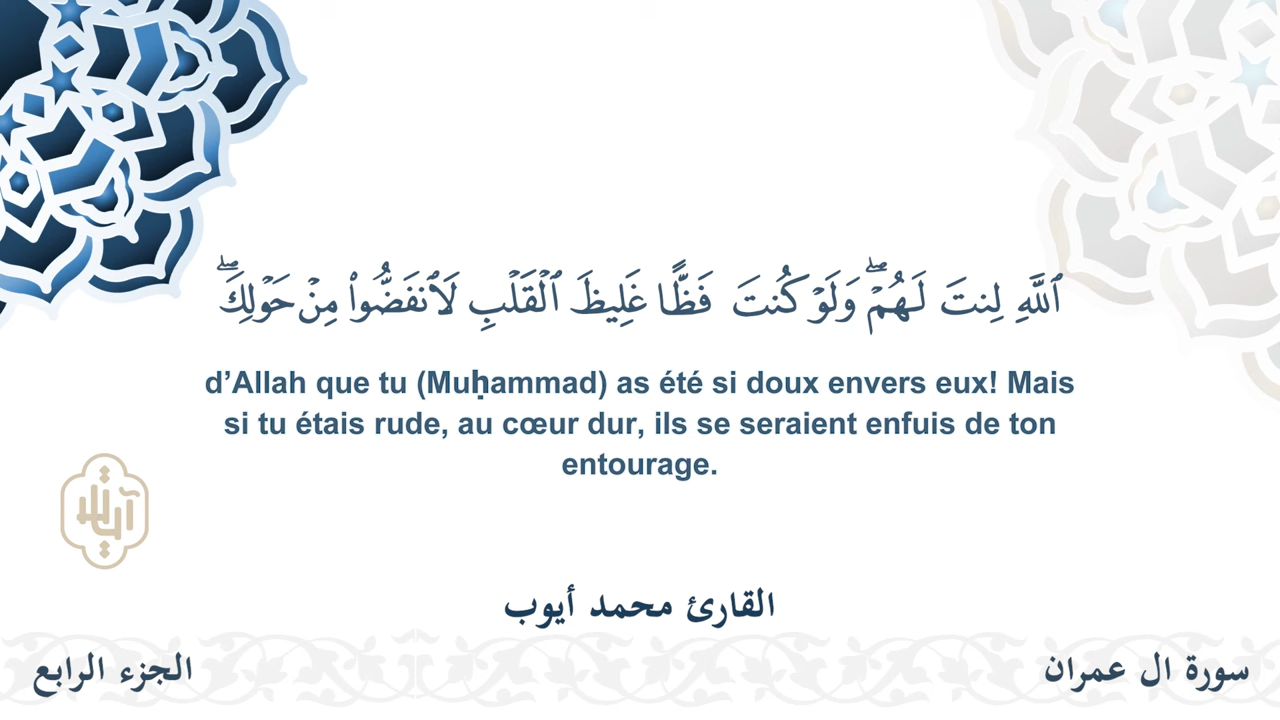 ٱللَّهِ لِنتَ لَهُمْۖ وَلَوْ كُنتَ فَظًّا غَلِيظَ ٱلْقَلْبِ لَٱنفَضُّوا۟ مِنْ حَوْلِكَۖ
d’Allah que tu (Muḥammad) as été si doux envers eux! Mais
si tu étais rude, au cœur dur, ils se seraient enfuis de ton
entourage.
القارئ محمد أيوب
سورة ال عمران
الجزء الرابع